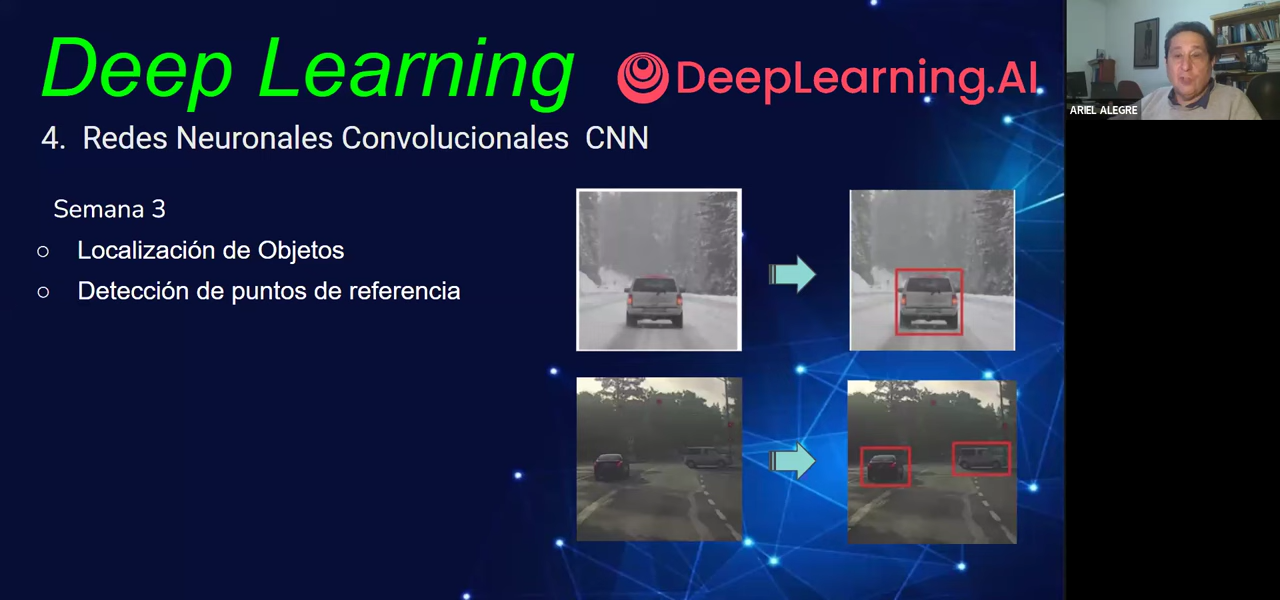 Deep Learning
DeepLearning.AI
ARIEL ALEGRE
4. Redes Neuronales Convolucionales CNN
Semana 3
Localización de Objetos
Detección de puntos de referencia